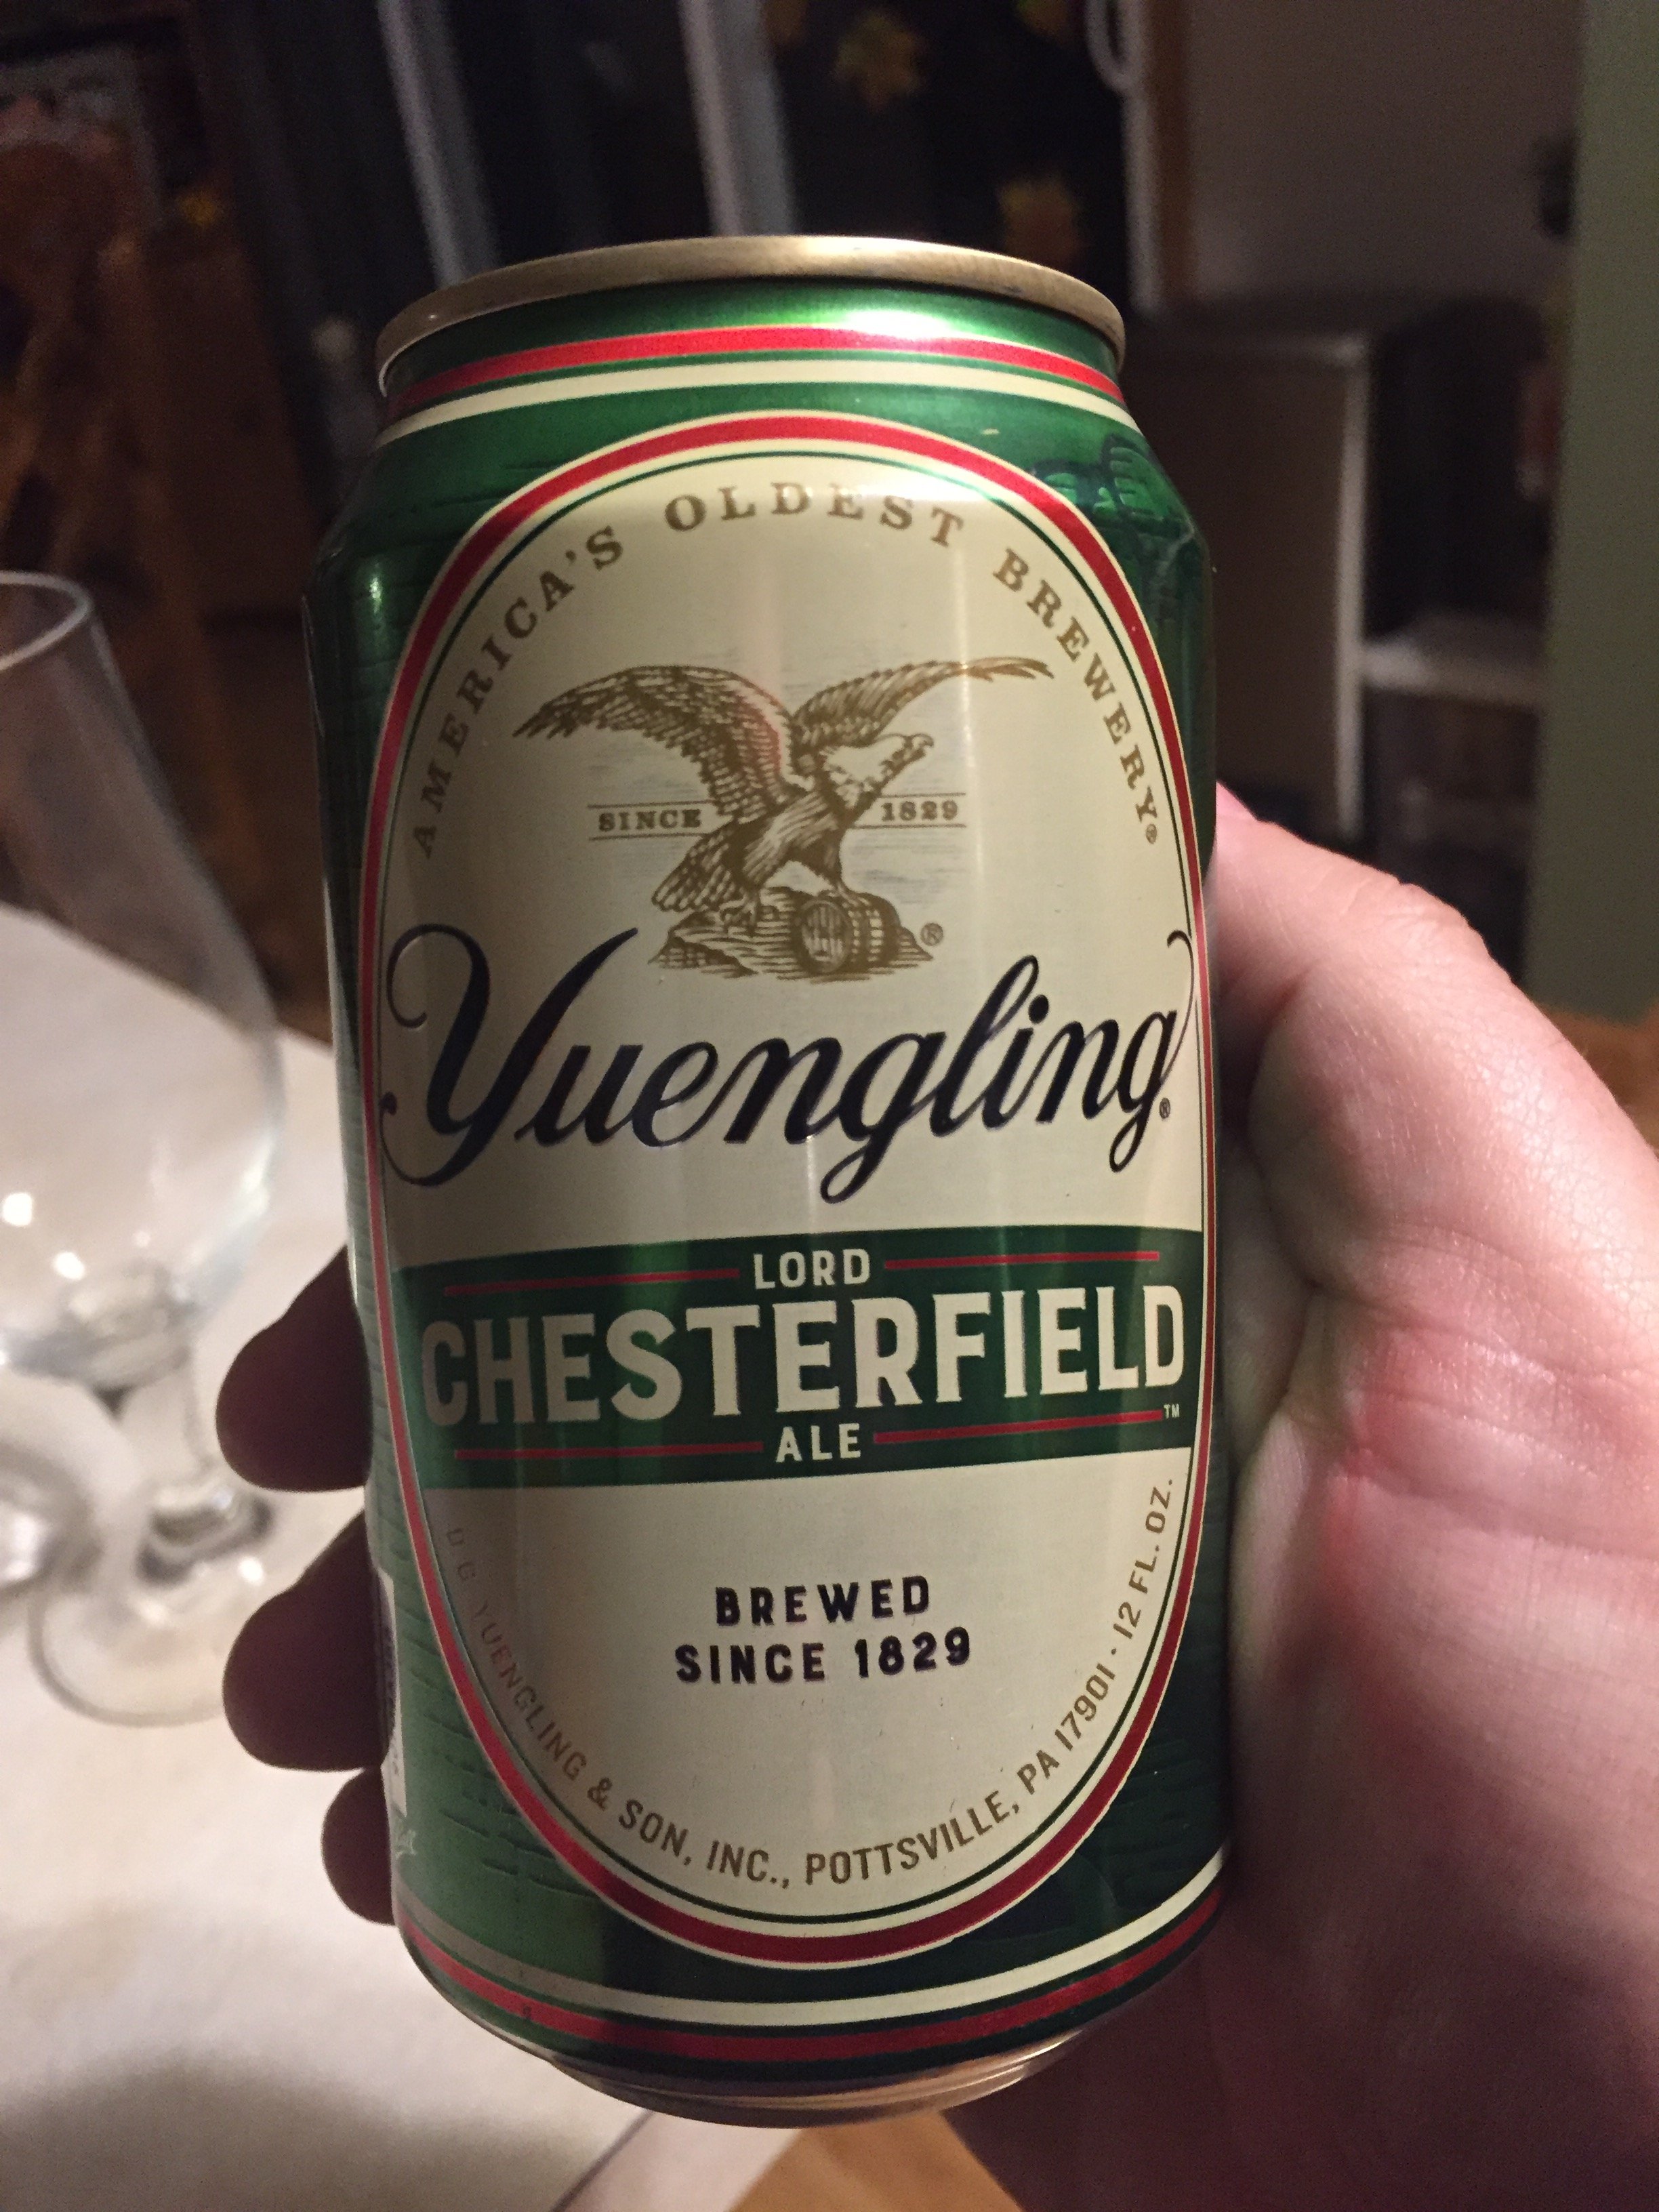 AMERICA'S OLDEST BREWERY®
SINCE 1829
®
Yuengling®
LORD
CHESTERFIELD
ALE
TM
BREWED
SINCE 1829
D G YUENGLING & SON, INC., POTTSVILLE, PA 17901 · 12 FL. OZ.